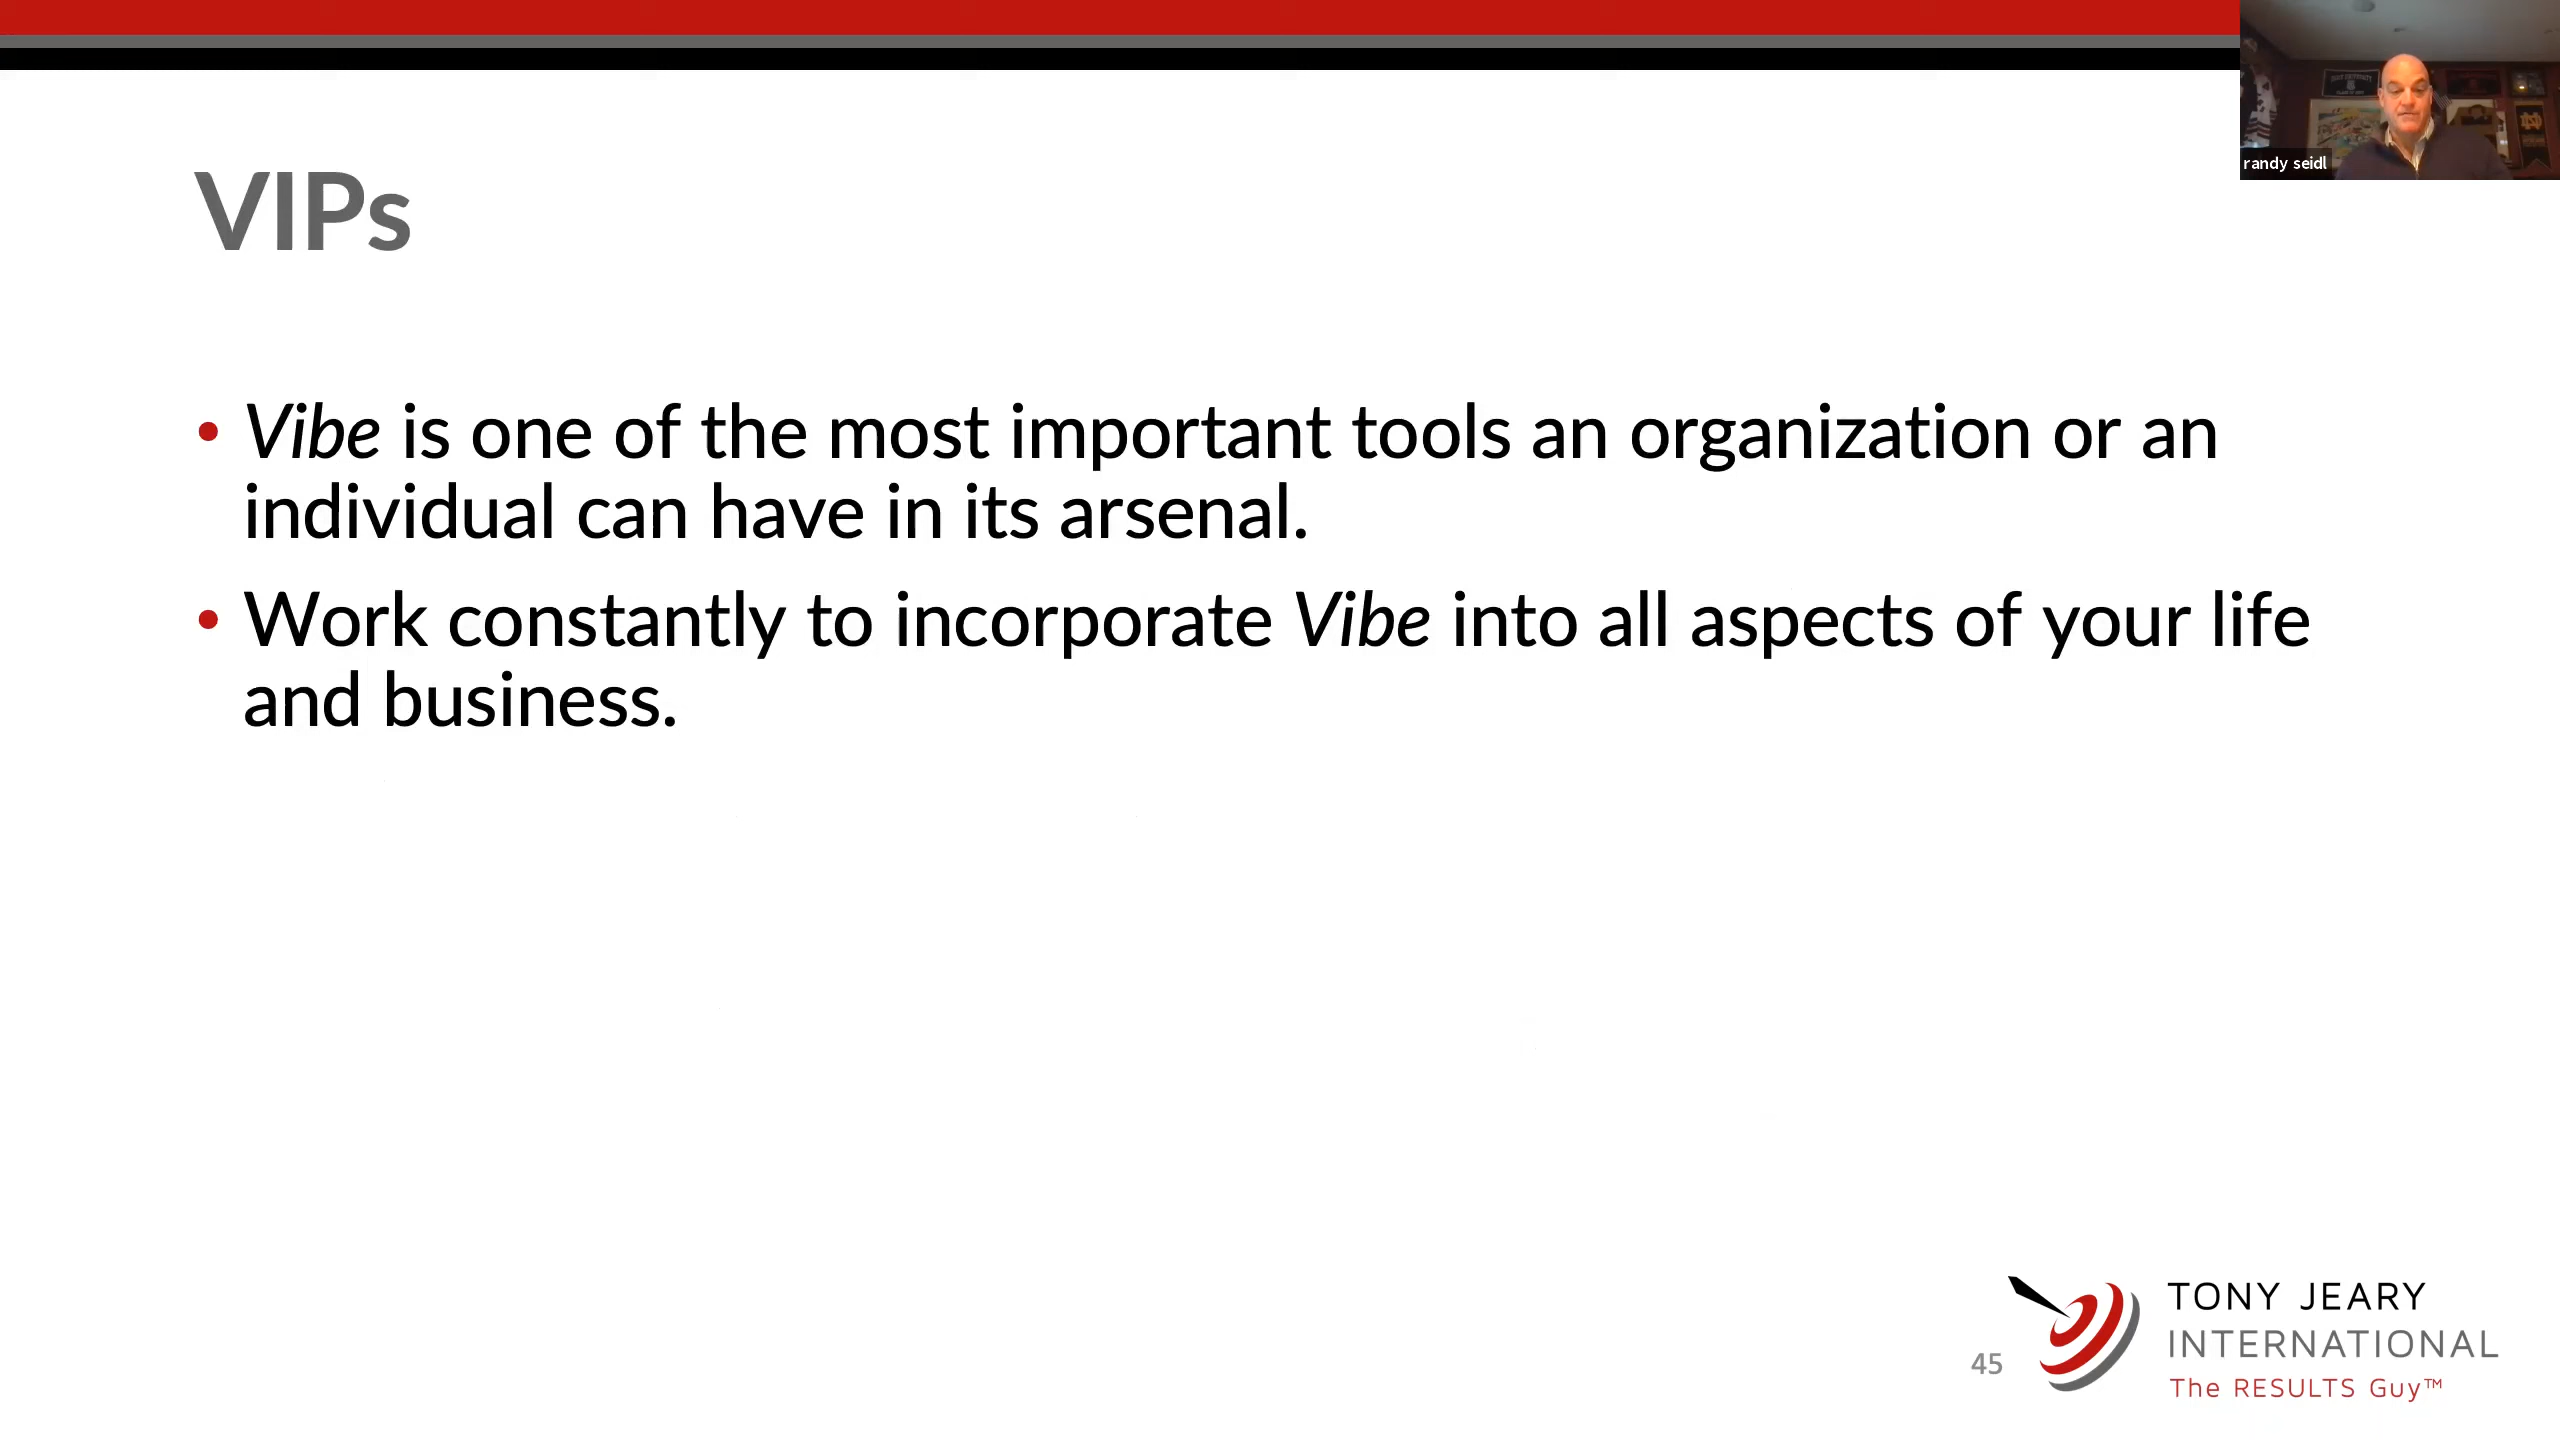 VIPs
randy seidl
• Vibe is one of the most important tools an organization or an
individual can have in its arsenal.
• Work constantly to incorporate Vibe into all aspects of your life
and business.
45
TONY JEARY
INTERNATIONAL
The RESULTS Guy™